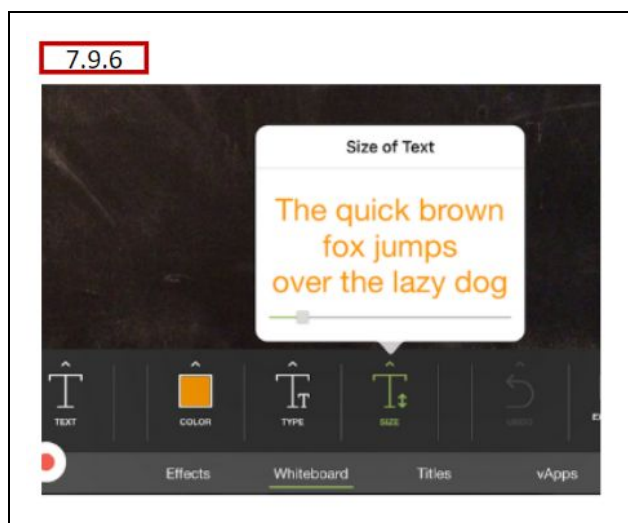 7.9.6
Size of Text
The quick brown
fox jumps
over the lazy dog
TEXT
COLOR
TYPE
SIZE
UNDO
Effects
Whiteboard
Titles
vApps